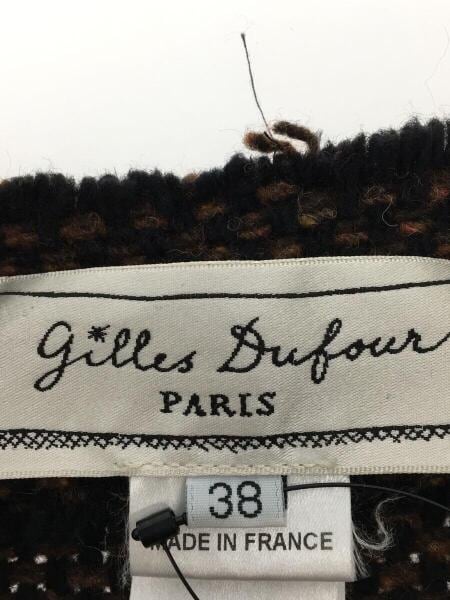 Gilles Dufour
PARIS
38
MADE IN FRANCE